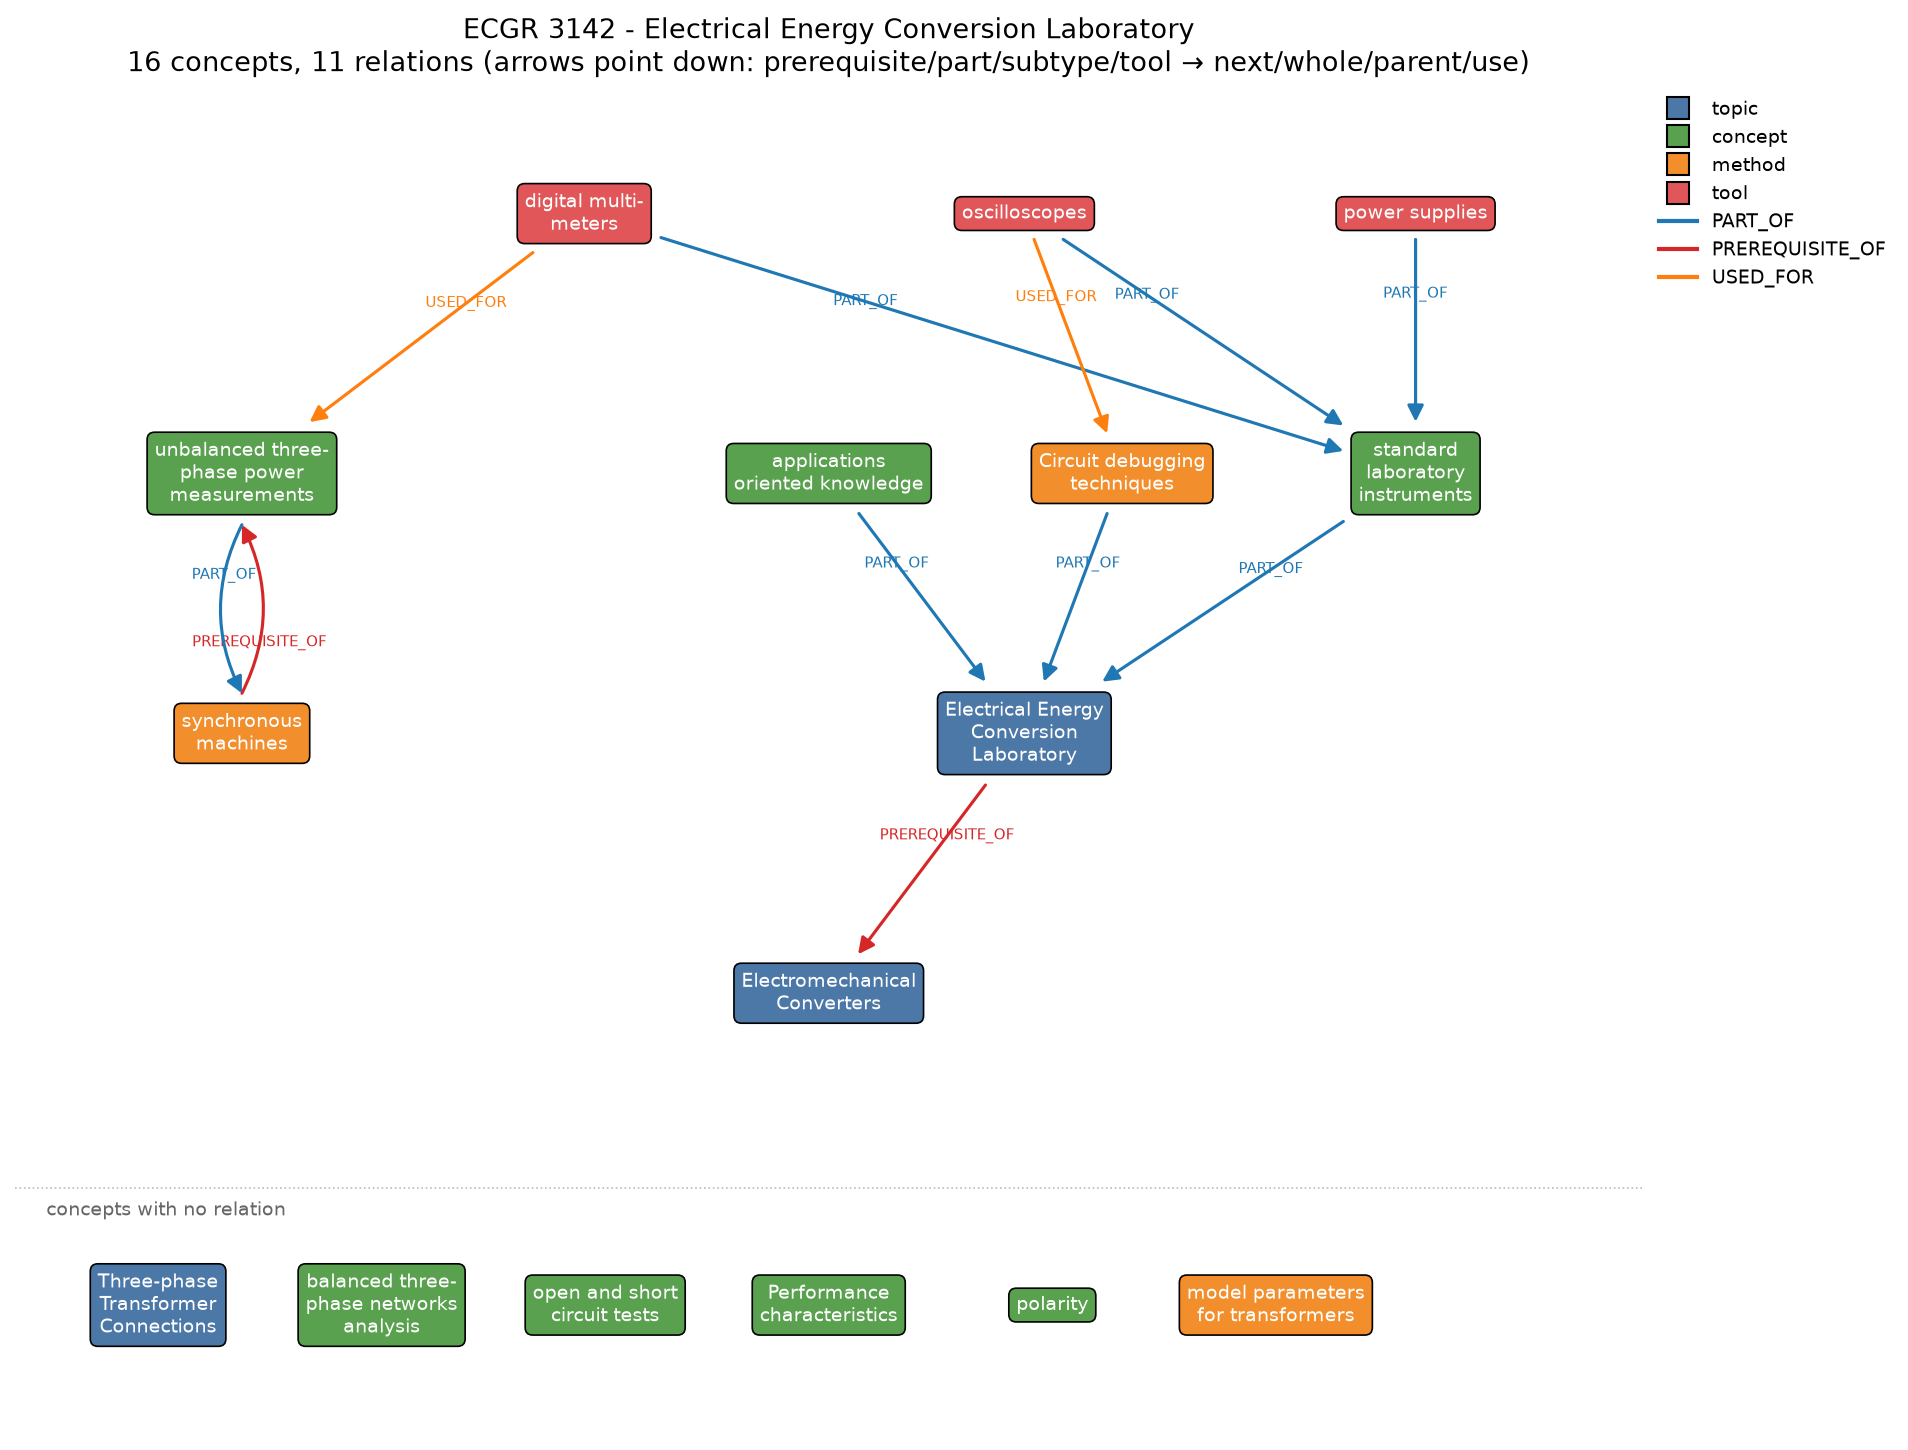 ECGR 3142 - Electrical Energy Conversion Laboratory
16 concepts, 11 relations (arrows point down: prerequisite/part/subtype/tool → next/whole/parent/use)
topic
concept
method
tool
PART_OF
PREREQUISITE_OF
USED_FOR
digital multi-
meters
oscilloscopes
power supplies
USED_FOR
PART_OF
USED_FOR
PART_OF
PART_OF
unbalanced three-
phase power
measurements
applications
oriented knowledge
Circuit debugging
techniques
standard
laboratory
instruments
PART_OF
PART_OF
PART_OF
PART_OF
PREREQUISITE_OF
synchronous
machines
Electrical Energy
Conversion
Laboratory
PREREQUISITE_OF
Electromechanical
Converters
concepts with no relation
Three-phase
Transformer
Connections
balanced three-
phase networks
analysis
open and short
circuit tests
Performance
characteristics
polarity
model parameters
for transformers